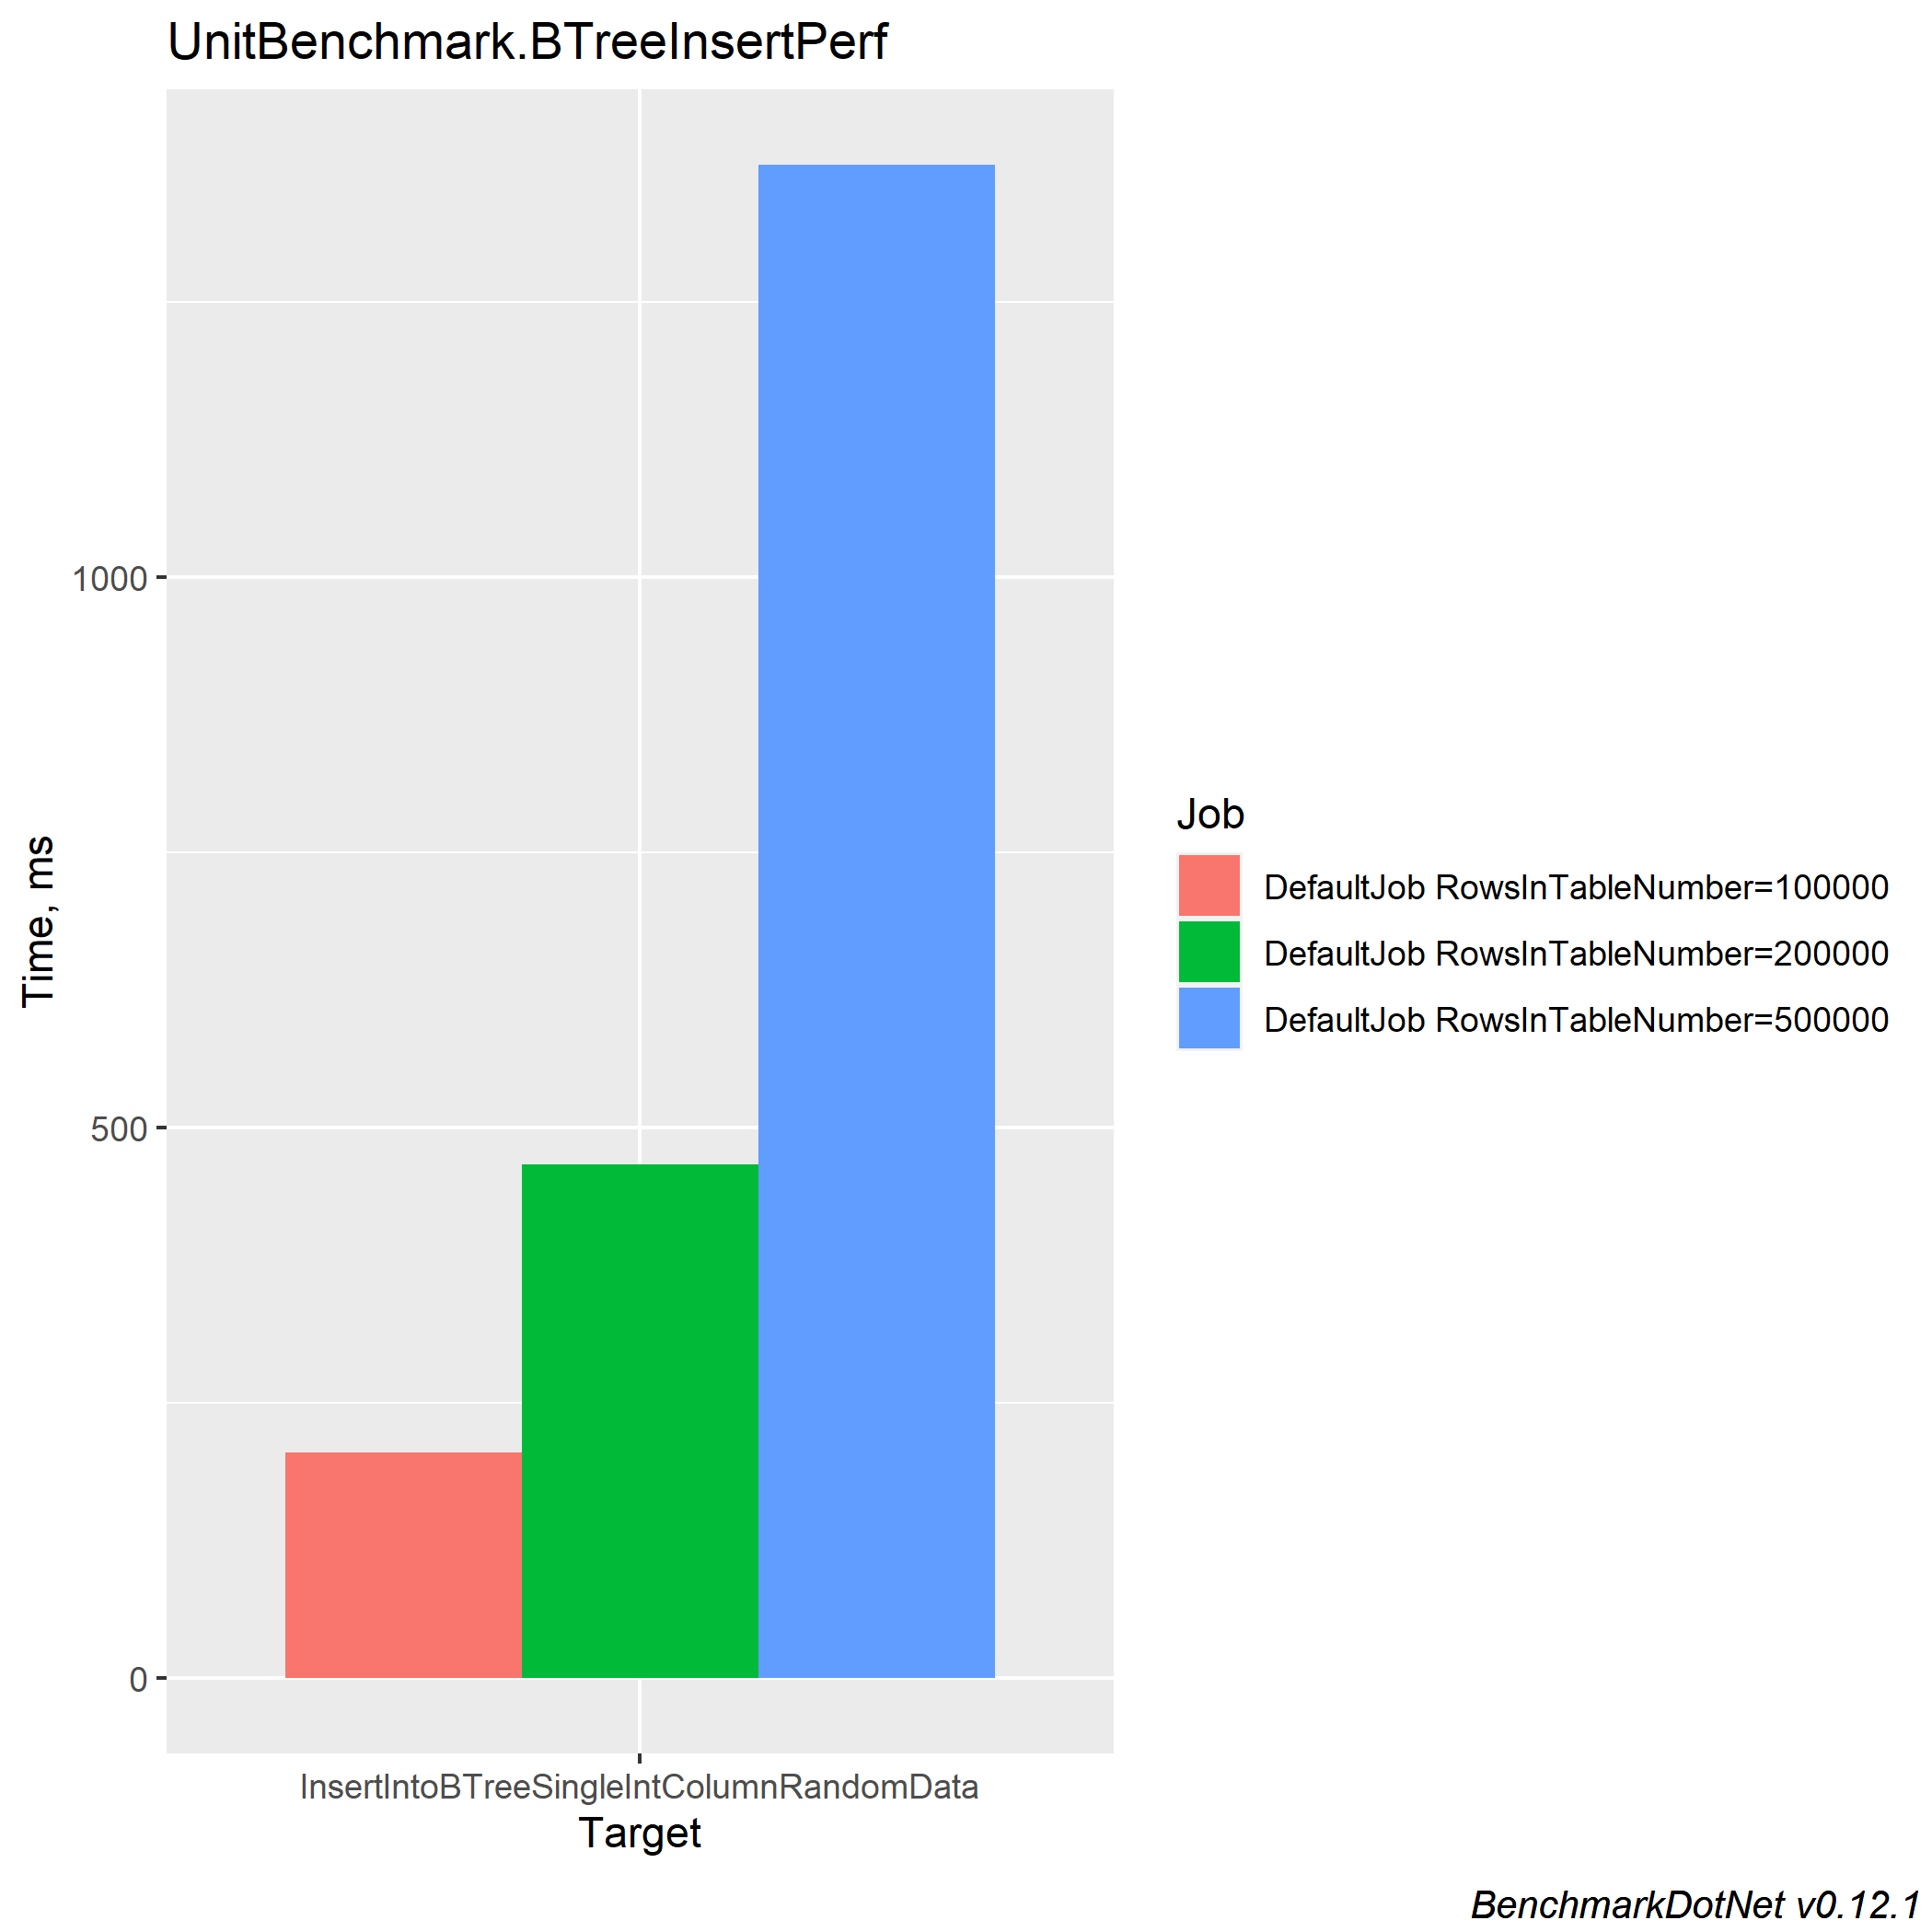 UnitBenchmark.BTreeInsertPerf
1000
500
0
Time, ms
InsertIntoBTreeSingleIntColumnRandomData
Target
Job
DefaultJob RowsInTableNumber=100000
DefaultJob RowsInTableNumber=200000
DefaultJob RowsInTableNumber=500000
BenchmarkDotNet v0.12.1